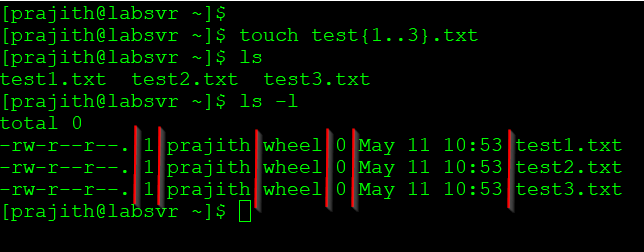 [prajith@labsvr ~]$
[prajith@labsvr ~]$ touch test{1..3}.txt
[prajith@labsvr ~]$ ls
test1.txt  test2.txt  test3.txt
[prajith@labsvr ~]$ ls -l
total 0
-rw-r--r--. 1 prajith wheel 0 May 11 10:53 test1.txt
-rw-r--r--. 1 prajith wheel 0 May 11 10:53 test2.txt
-rw-r--r--. 1 prajith wheel 0 May 11 10:53 test3.txt
[prajith@labsvr ~]$